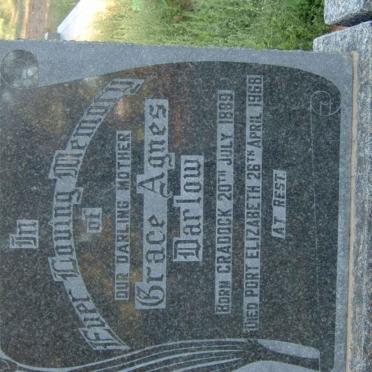 In
Ever Loving Memory
of
OUR DARLING MOTHER
Grace Agnes
Darlow
BORN CRADOCK 20TH JULY 1889
DIED PORT ELIZABETH 26TH APRIL 1968
AT REST